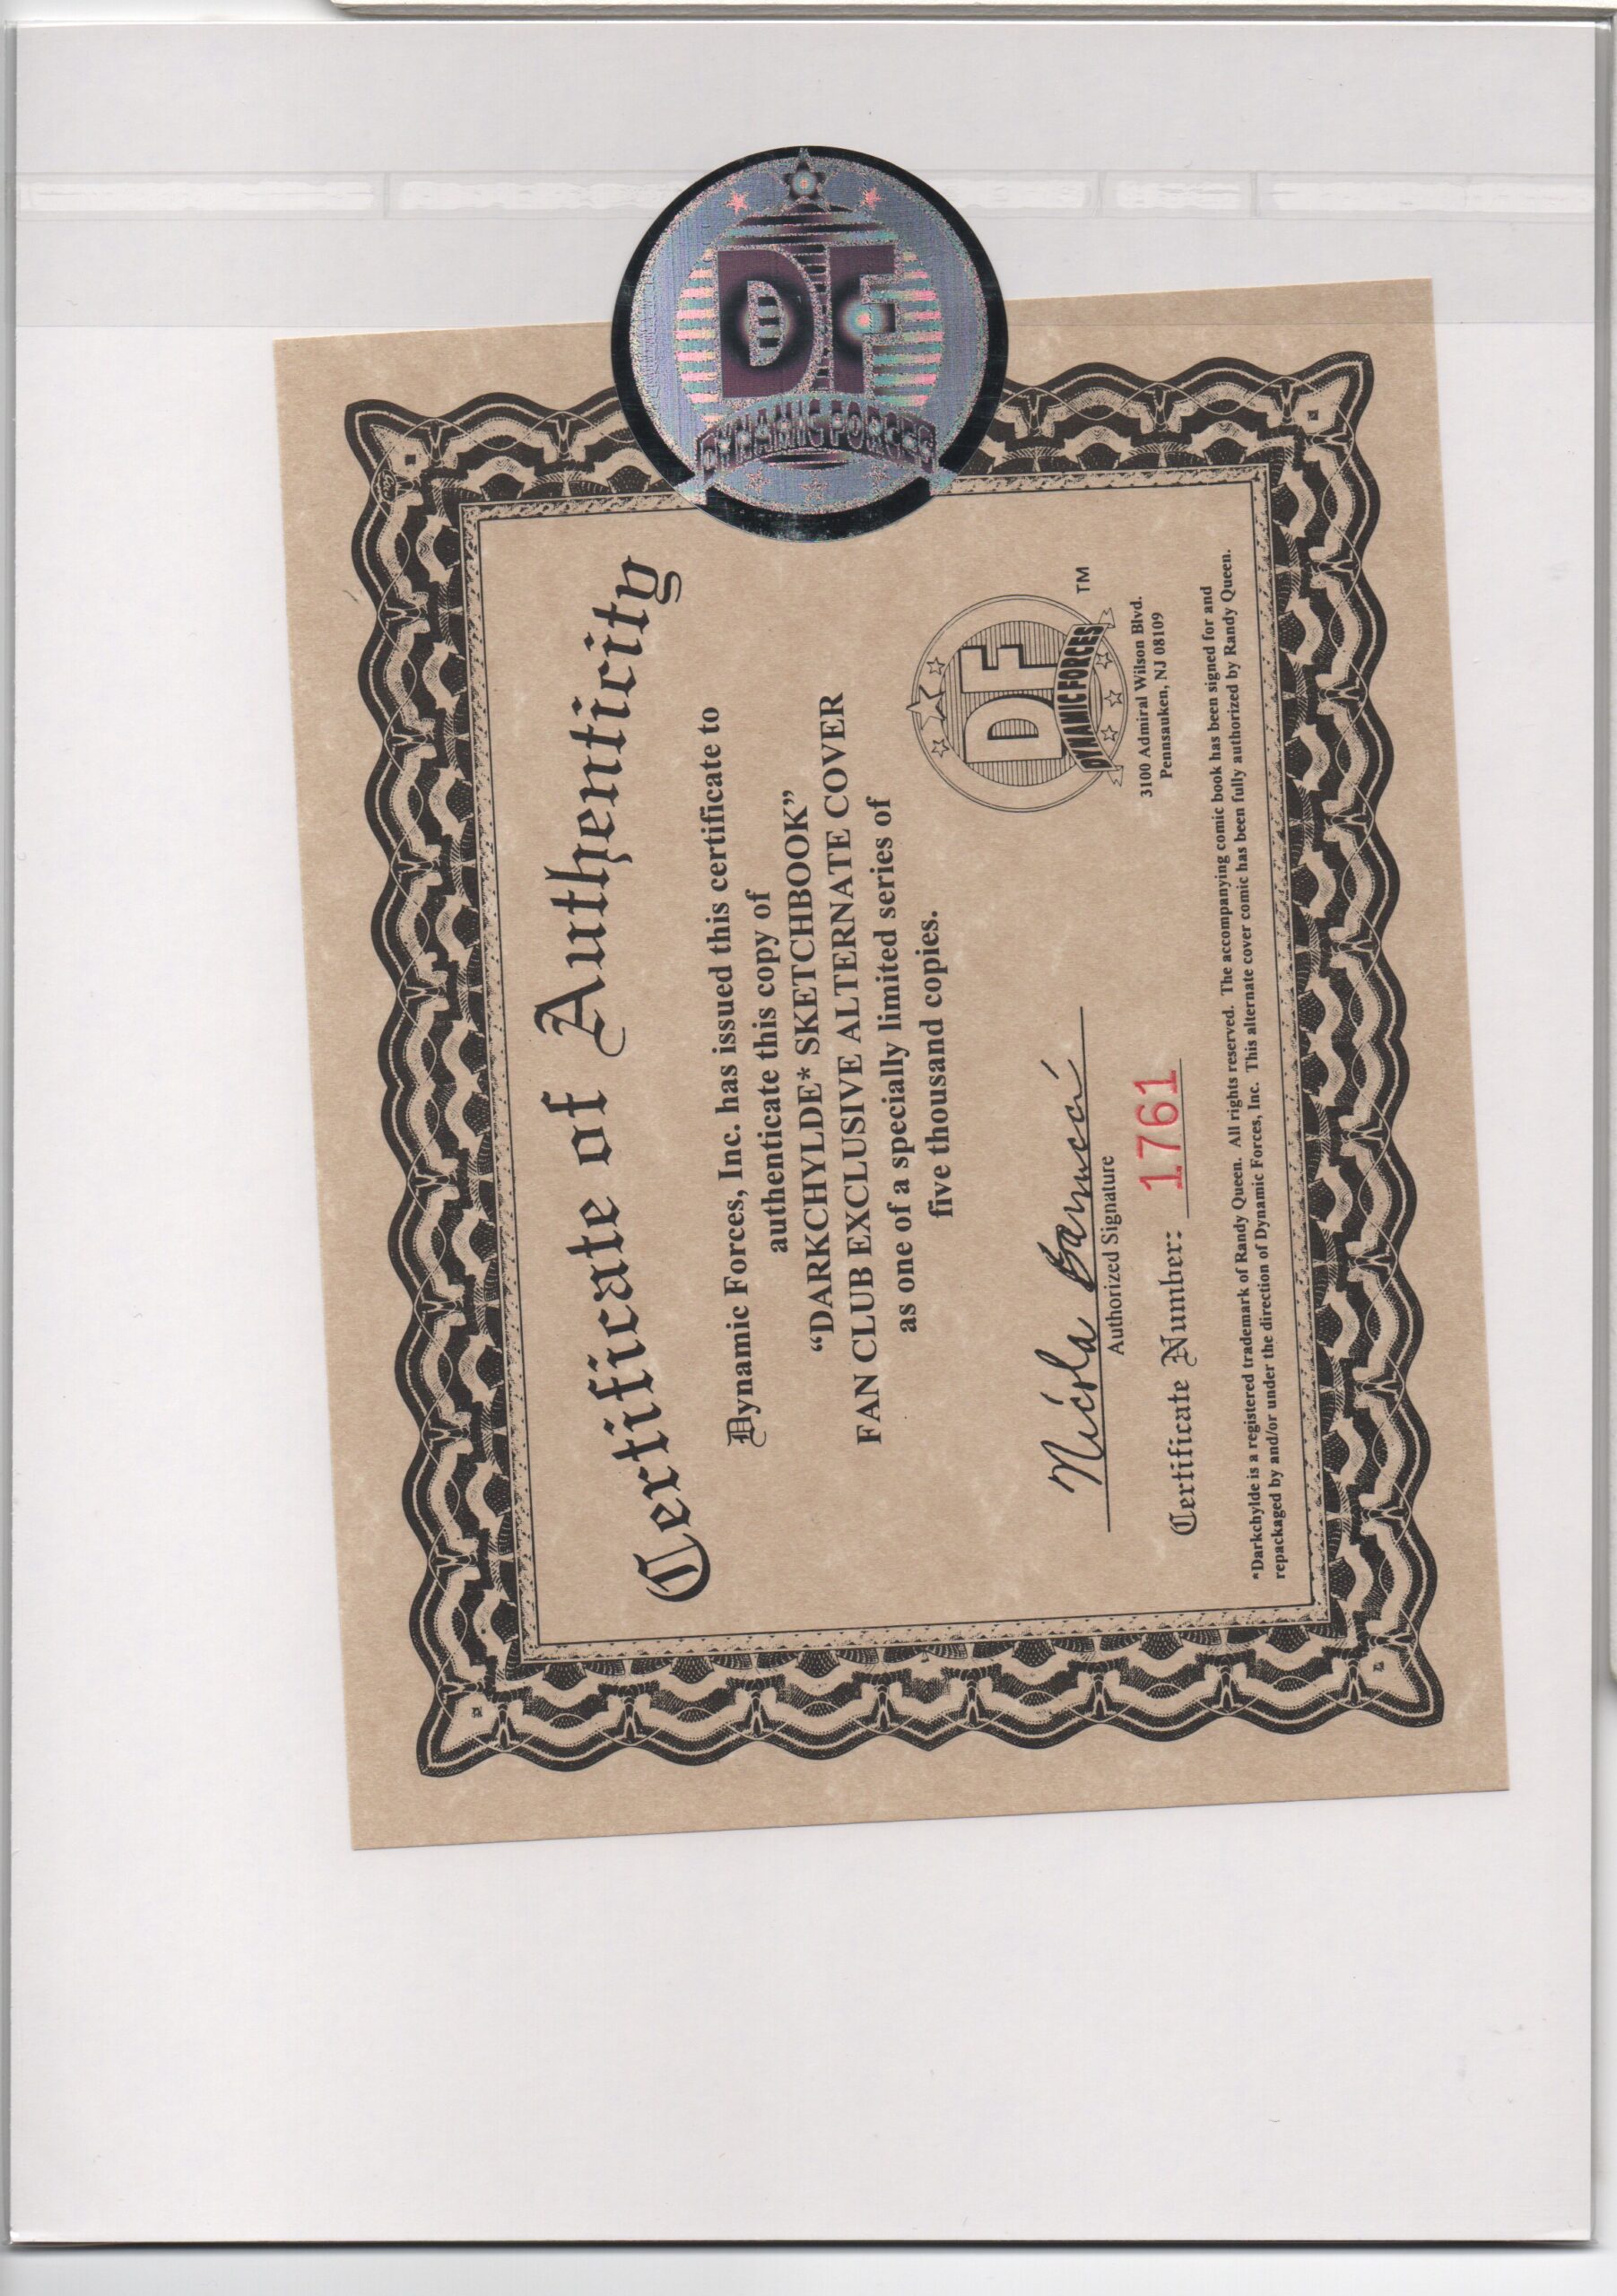 DF
DYNAMIC FORCES
Certificate of Authenticity
Dynamic Forces, Inc. has issued this certificate to
authenticate this copy of
“DARKCHYLDE* SKETCHBOOK”
FAN CLUB EXCLUSIVE ALTERNATE COVER
as one of a specially limited series of
five thousand copies.
Authorized Signature
Certificate Number: 1761
DF
DYNAMIC FORCES
TM
3100 Admiral Wilson Blvd.
Pennsauken, NJ 08109
*Darkchylde is a registered trademark of Randy Queen. All rights reserved. The accompanying comic book has been signed for and
repackaged by and/or under the direction of Dynamic Forces, Inc. This alternate cover comic has been fully authorized by Randy Queen.